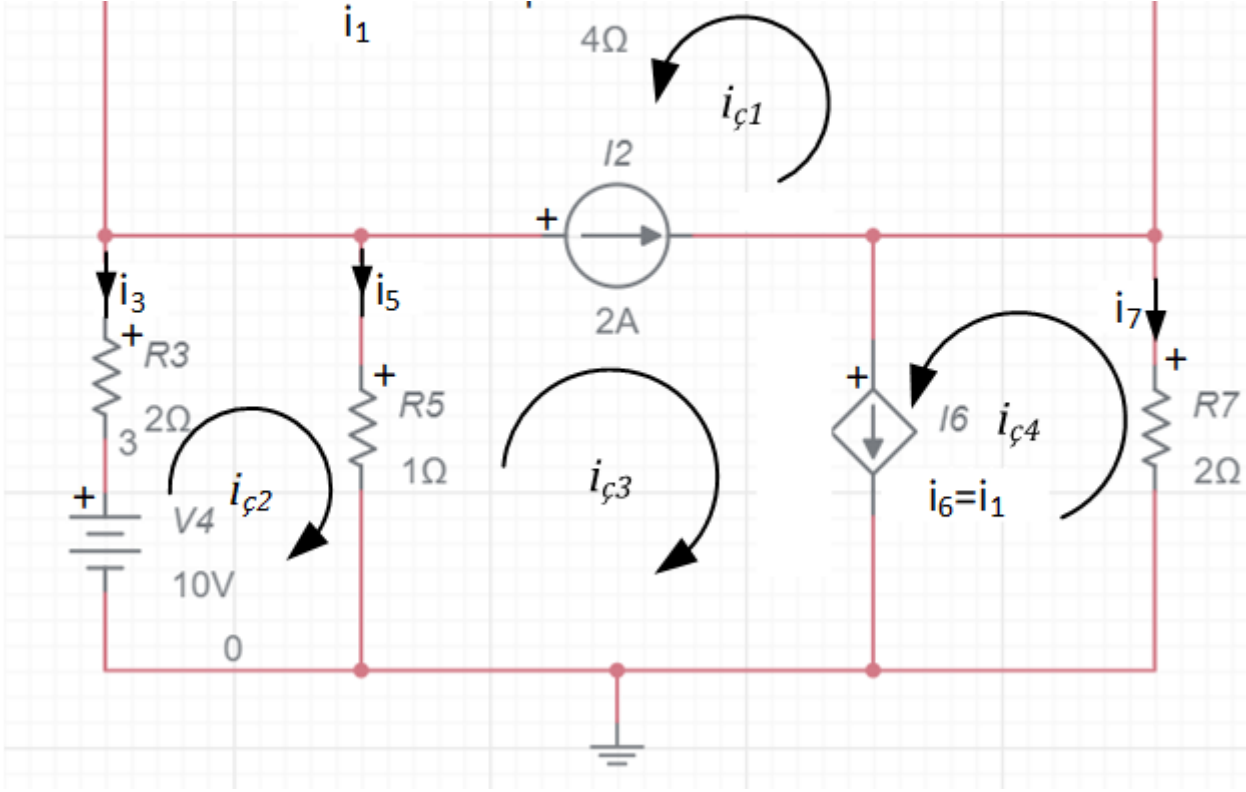 i1
4Ω
iç1
I2
+
2A
i3
i5
i7
+
R3
2Ω
3
+
R5
1Ω
+
I6
+
R7
2Ω
iç2
iç3
iç4
i6=i1
+
V4
10V
0